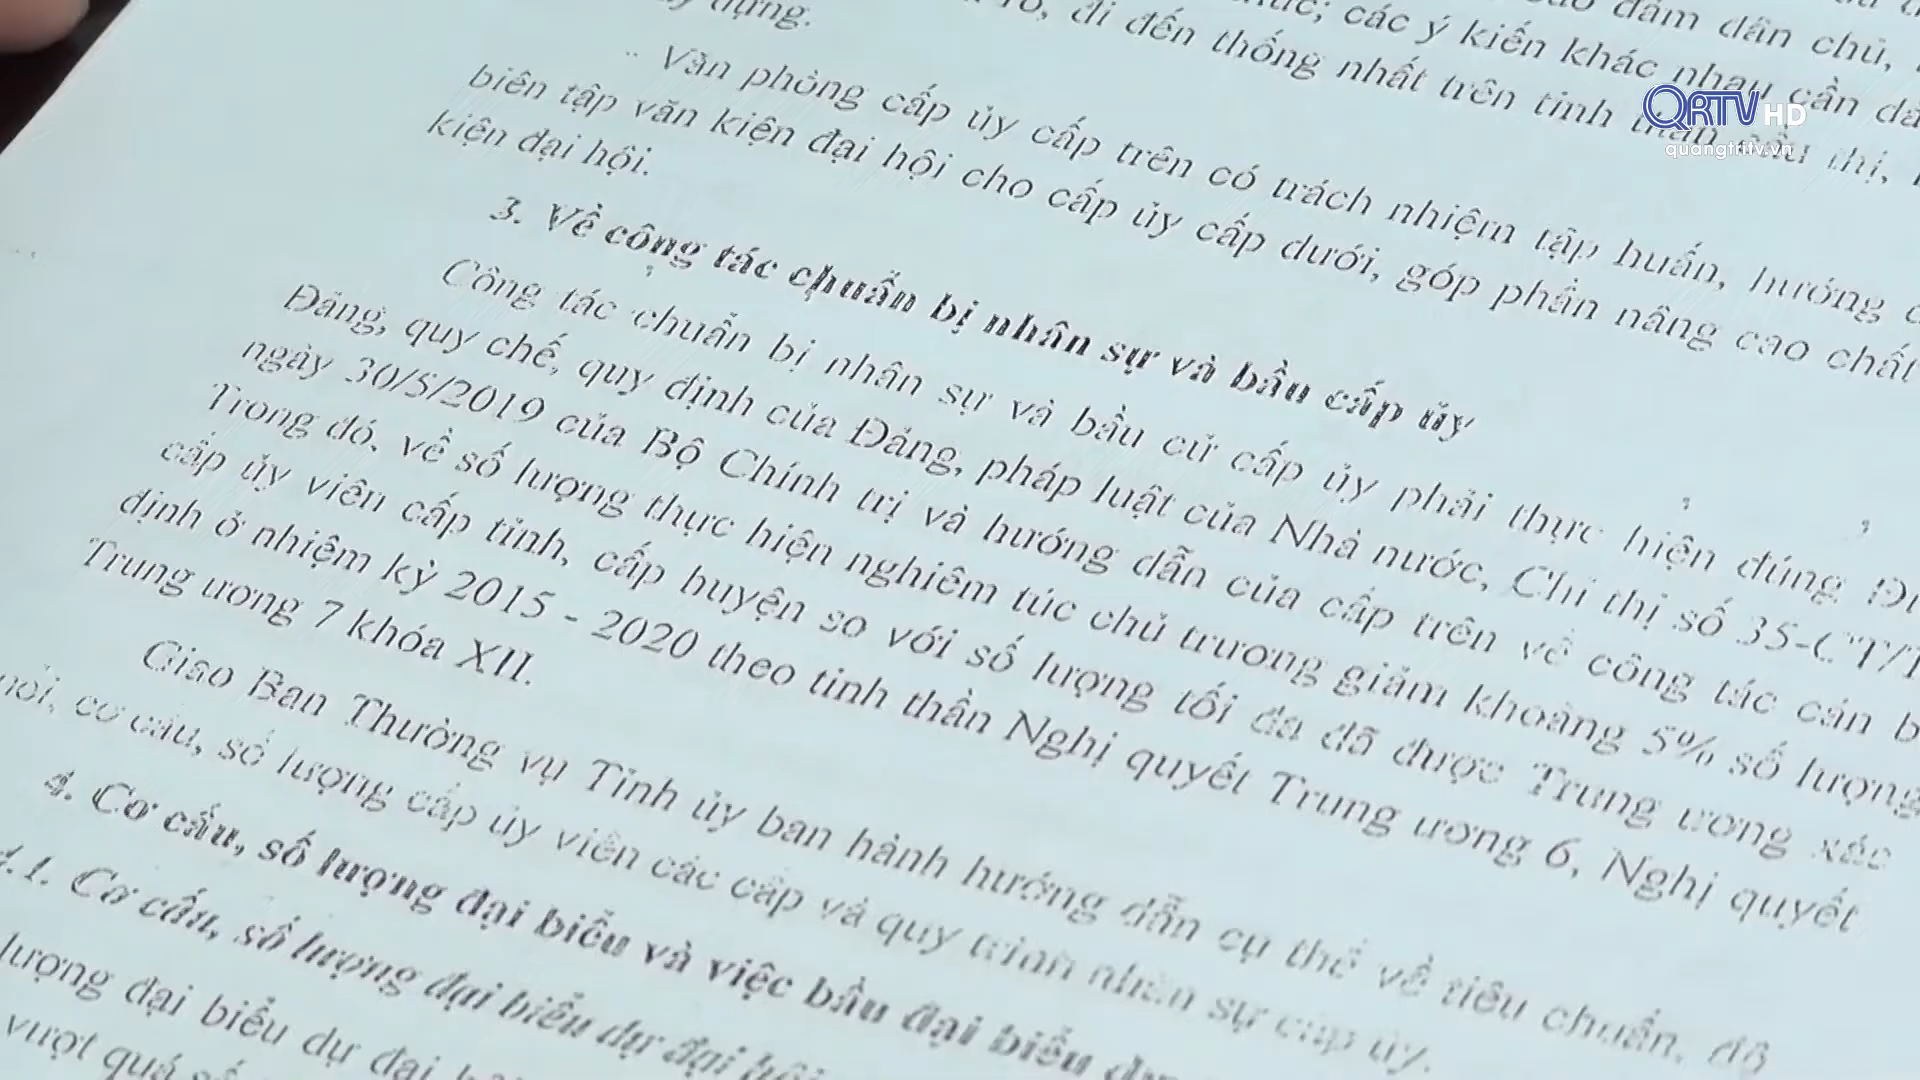 đảm dân chủ,
các ý kiến khác nhau cần
đi đến thống nhất trên tinh thần cầu thị,
dựng.
Văn phòng cấp ủy cấp trên có trách nhiệm tập huấn, hướng
biên tập văn kiện đại hội cho cấp ủy cấp dưới, góp phần nâng cao chất
kiện đại hội.
3. Về công tác chuẩn bị nhân sự và bầu cấp ủy
Công tác chuẩn bị nhân sự và bầu cử cấp ủy phải thực hiện đúng
Đảng, quy chế, quy định của Đảng, pháp luật của Nhà nước, Chỉ thị số 35-CT/T
ngày 30/5/2019 của Bộ Chính trị và hướng dẫn của cấp trên về công tác cán b
Trong đó, về số lượng thực hiện nghiêm túc chủ trương giảm khoảng 5% số lượng
cấp ủy viên cấp tỉnh, cấp huyện so với số lượng tối đa đã được Trung ương xác
định ở nhiệm kỳ 2015 - 2020 theo tinh thần Nghị quyết Trung ương 6, Nghị quyết
Trung ương 7 khóa XII.
Giao Ban Thường vụ Tỉnh ủy ban hành hướng dẫn cụ thể về tiêu chuẩn, độ
cơ cấu, số lượng cấp ủy viên các cấp và quy trình nhân sự cấp ủy.
4. Cơ cấu, số lượng đại biểu và việc bầu đại biểu
.1. Cơ cấu, số lượng đại biểu dự đại hội
lượng đại biểu dự đại
vượt quá số
QRTV HD
quangtritv.vn